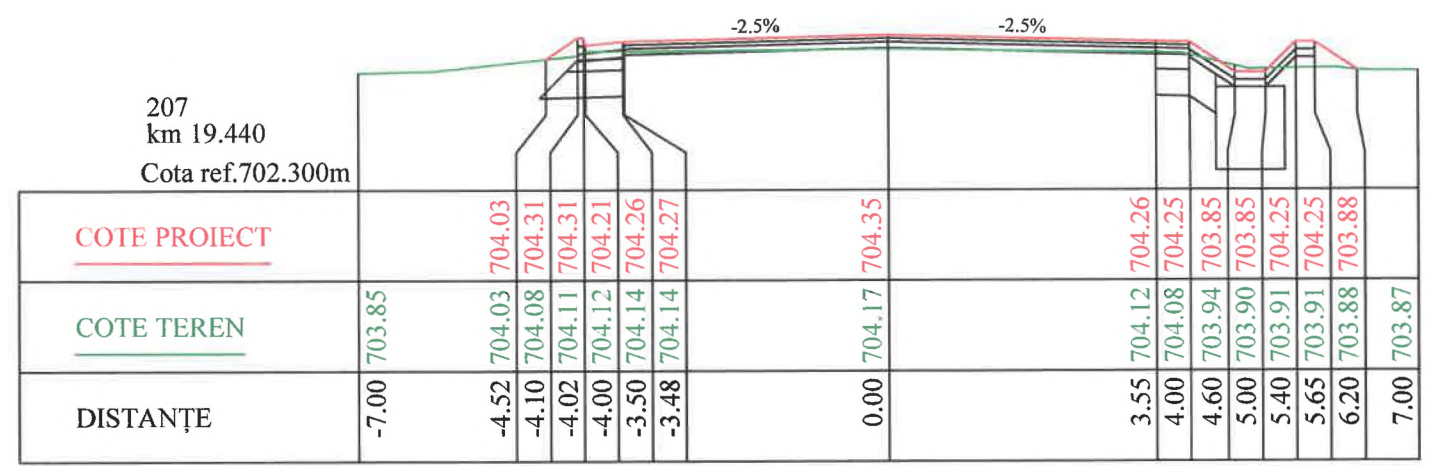 -2.5% -2.5%
207
km 19.440
Cota ref.702.300m
COTE PROIECT 704.03 704.31 704.31 704.21 704.26 704.27 704.35 704.26 704.25 703.85 703.85 704.25 704.25 703.88
COTE TEREN 703.85 704.03 704.08 704.11 704.12 704.14 704.14 704.17 704.12 704.08 703.94 703.90 703.91 703.91 703.88 703.87
DISTANȚE -7.00 -4.52 -4.10 -4.02 -4.00 -3.50 -3.48 0.00 3.55 4.00 4.60 5.00 5.40 5.65 6.20 7.00